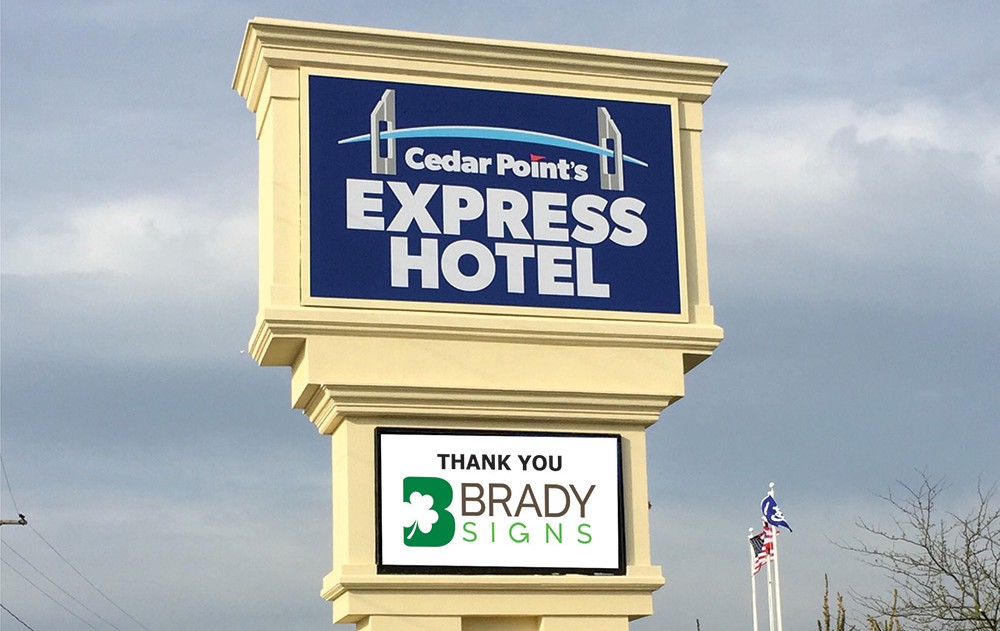 Cedar Point's
EXPRESS
HOTEL
THANK YOU
BRADY
SIGNS